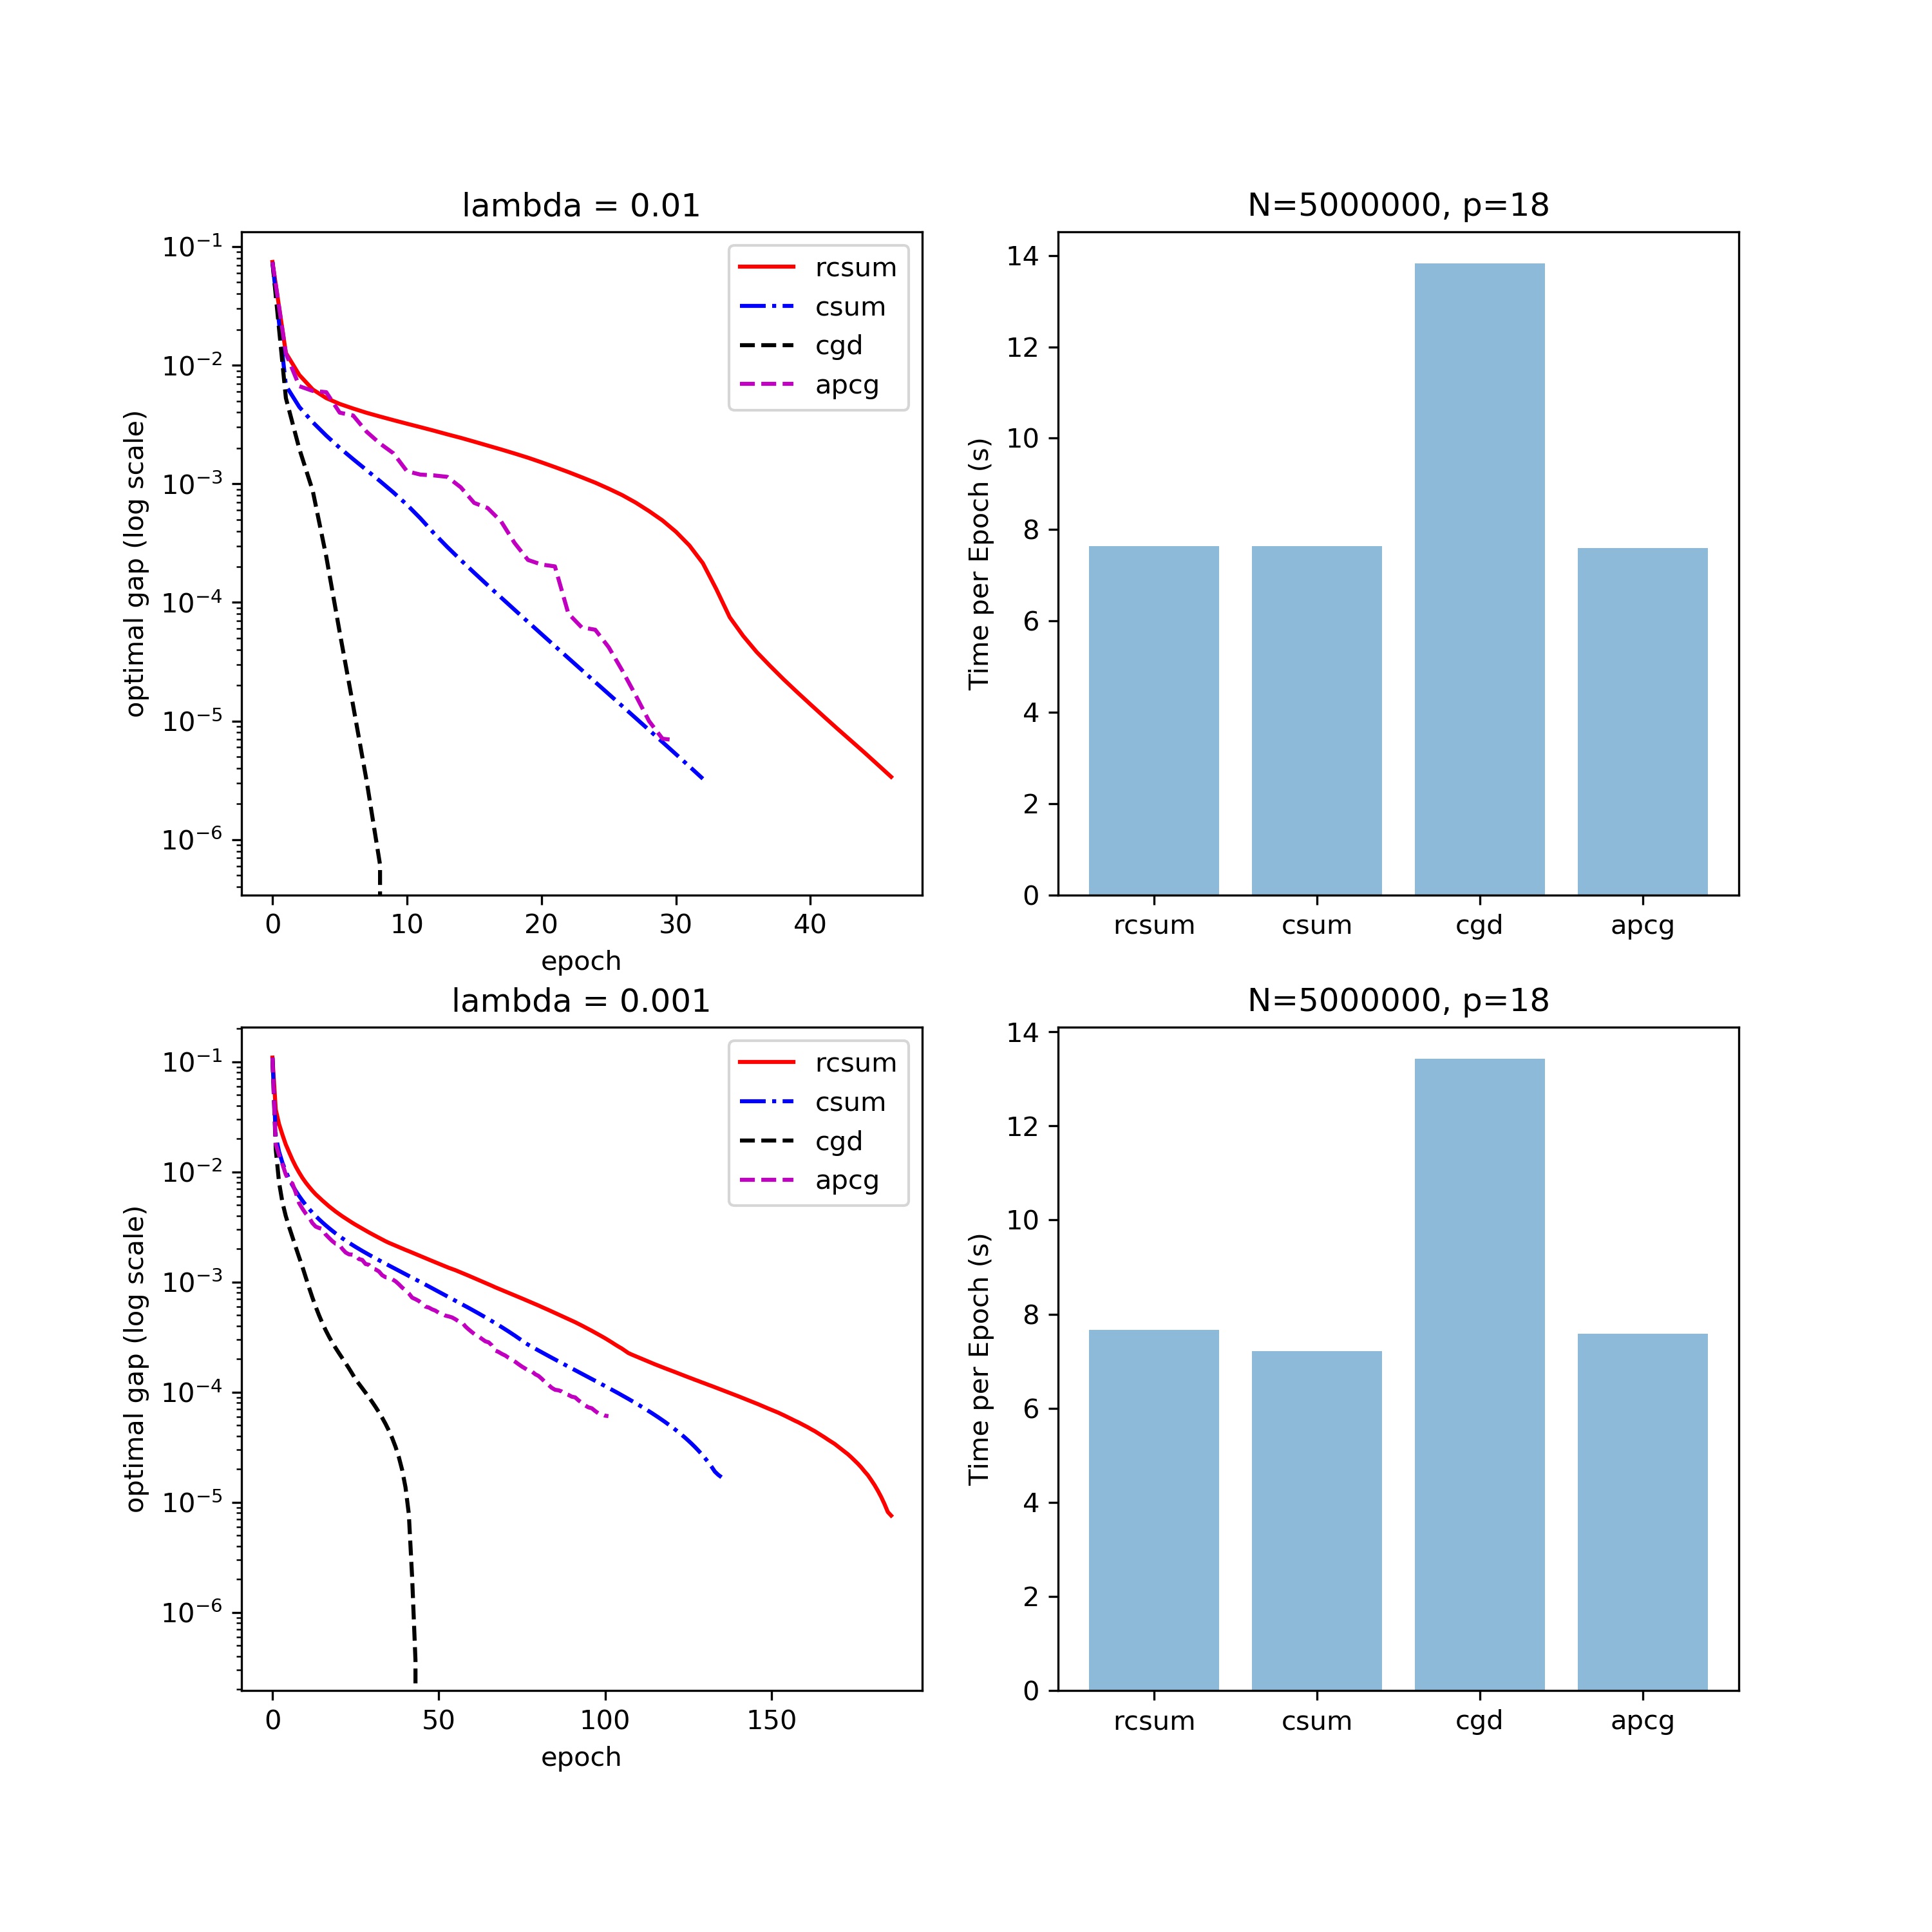 lambda = 0.01
optimal gap (log scale)
10⁻¹
10⁻²
10⁻³
10⁻⁴
10⁻⁵
10⁻⁶
rcsum
csum
cgd
apcg
0 10 20 30 40
epoch
N=5000000, p=18
Time per Epoch (s)
14
12
10
8
6
4
2
0
rcsum csum cgd apcg
lambda = 0.001
optimal gap (log scale)
10⁻¹
10⁻²
10⁻³
10⁻⁴
10⁻⁵
10⁻⁶
rcsum
csum
cgd
apcg
0 50 100 150
epoch
N=5000000, p=18
Time per Epoch (s)
14
12
10
8
6
4
2
0
rcsum csum cgd apcg